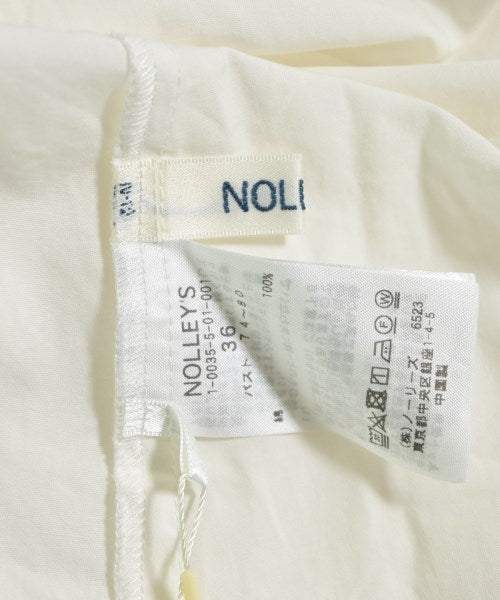 NOLL
NOLLEY'S
1-0035-5-01-001
36
バスト 74~80
綿 100%
(株)ノーリーズ 6523
東京都中央区銀座1-4-5
中国製